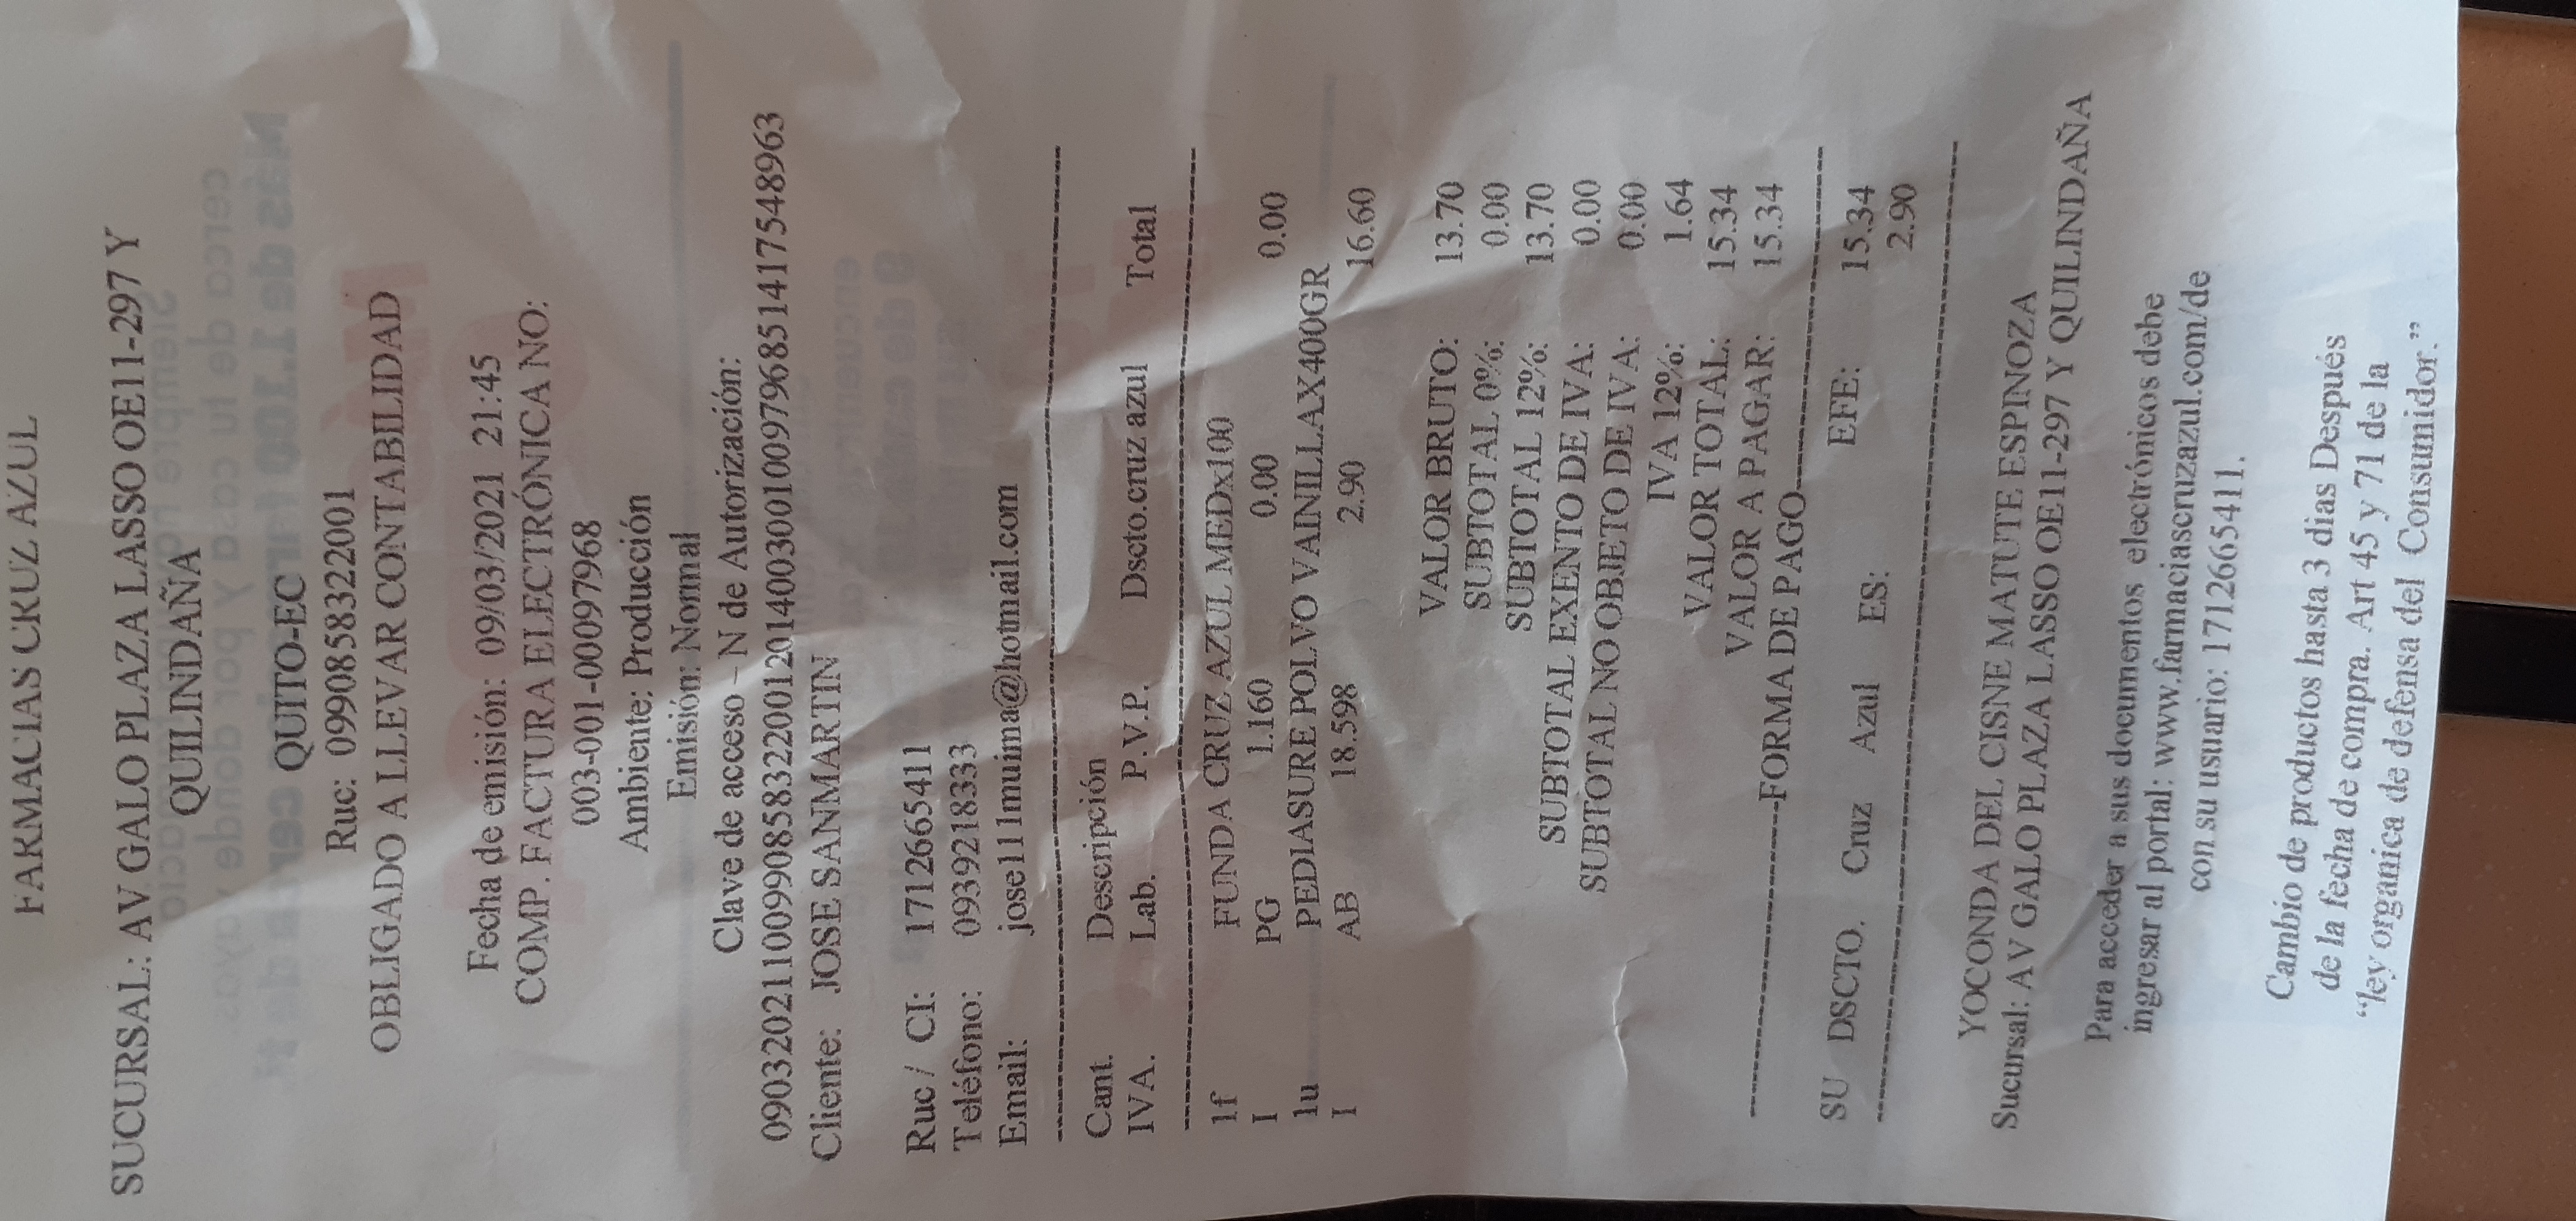 FARMACIAS CRUZ AZUL
SUCURSAL: AV GALO PLAZA LASSO OE11-297 Y
QUILINDAÑA
QUITO-EC
Ruc: 0990858322001
OBLIGADO A LLEVAR CONTABILIDAD
Fecha de emisión: 09/03/2021 21:45
COMP. FACTURA ELECTRÓNICA NO:
003-001-00097968
Ambiente: Producción
Emisión: Normal
Clave de acceso – N de Autorización:
090320211009908583220012014003001009796851417548963
Cliente: JOSE SANMARTIN
Ruc / CI: 1712665411
Teléfono: 0939218333
Email: jose111muima@hotmail.com
Cant. Descripción
IVA. Lab. P.V.P. Dscto.cruz azul Total
1f FUNDA CRUZ AZUL MEDx100
I PG 1.160 0.00 0.00
1u PEDIASURE POLVO VAINILLAX400GR
I AB 18.598 2.90 16.60
VALOR BRUTO: 13.70
SUBTOTAL 0%: 0.00
SUBTOTAL 12%: 13.70
SUBTOTAL EXENTO DE IVA: 0.00
SUBTOTAL NO OBJETO DE IVA: 0.00
IVA 12%: 1.64
VALOR TOTAL: 15.34
VALOR A PAGAR: 15.34
FORMA DE PAGO
EFE: 15.34
SU DSCTO. Cruz Azul ES: 2.90
YOCONDA DEL CISNE MATUTE ESPINOZA
Sucursal: AV GALO PLAZA LASSO OE11-297 Y QUILINDAÑA
Para acceder a sus documentos electrónicos debe
ingresar al portal: www.farmaciascruzazul.com/de
con su usuario: 1712665411.
Cambio de productos hasta 3 dias Después
de la fecha de compra. Art 45 y 71 de la
“ley organica de defensa del Consumidor.”